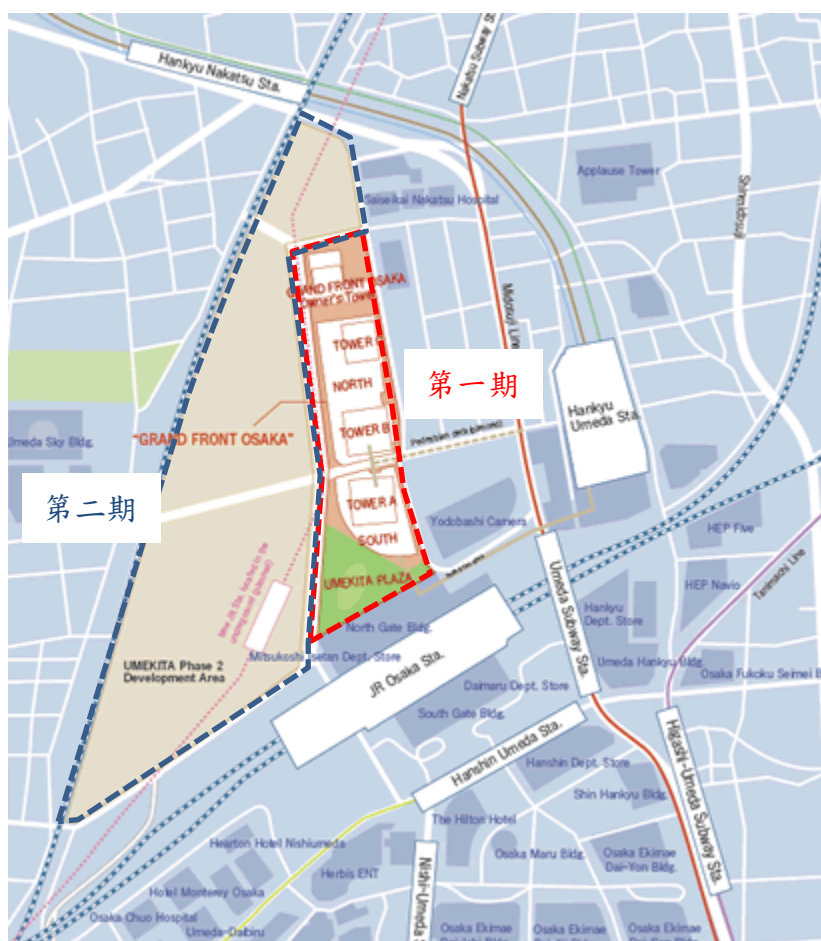 Hankyu Nakatsu Sta.
Applause Tower
Saiseikai Nakatsu Hospital
Shinmidosuji
GRAND FRONT OSAKA
Owner's Tower
Midosuji Line
TOWER
第一期
NORTH
Hankyu
Umeda Sta.
"GRAND FRONT OSAKA"
TOWER B
Umeda Sky Bldg.
第二期
TOWER A
Yodobashi Camera
SOUTH
HEP Five
Tanimachi Line
UMEKITA PLAZA
HEP Navio
Umeda Subway Sta.
Hankyu
Dept. Store
North Gate Bldg.
Mitsukoshi Isetan Dept. Store
UMEKITA Phase 2
Development Area
Umeda Hankyu Bldg.
Osaka Fukoku Seimei B
JR Osaka Sta.
Daimaru Dept. Store
South Gate Bldg.
Hanshin Umeda Sta.
Hanshin Dept. Store
Higashi-Umeda Subway Sta.
Shin Hankyu Bldg.
The Hilton Hotel
Hearton Hotel Nishiumeda
Osaka Maru Bldg.
Osaka Ekimae
Dai-Yon Bldg.
Herbis ENT
Nishi-Umeda S
Hotel Monterey Osaka
Osaka Chuo Hospital
Umeda-Daibiru
Osaka Ekimae
Osaka Ekimae
Osaka Ekimae